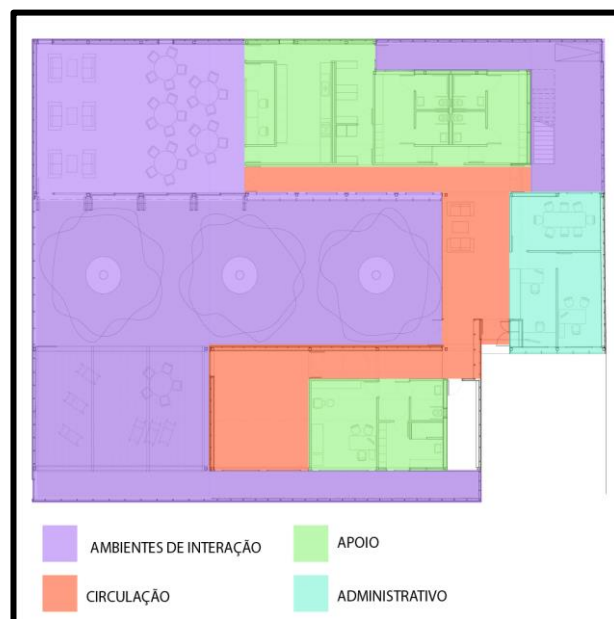 AMBIENTES DE INTERAÇÃO
APOIO
CIRCULAÇÃO
ADMINISTRATIVO